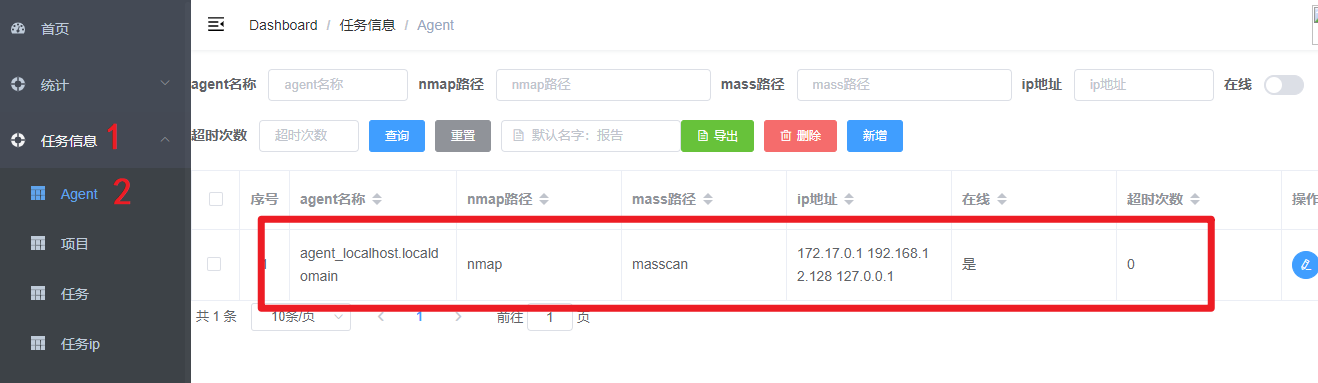 首页
统计
任务信息 1
Agent 2
项目
任务
任务ip
Dashboard / 任务信息 / Agent
agent名称 agent名称 nmap路径 nmap路径 mass路径 mass路径 ip地址 ip地址 在线
超时次数 超时次数 查询 重置 默认名字：报告 导出 删除 新增
序号 agent名称 nmap路径 mass路径 ip地址 在线 超时次数 操作
agent_localhost.locald nmap masscan 172.17.0.1 192.168.1 是 0
omain 2.128 127.0.0.1
共 1 条 10条/页 1 前往 1 页